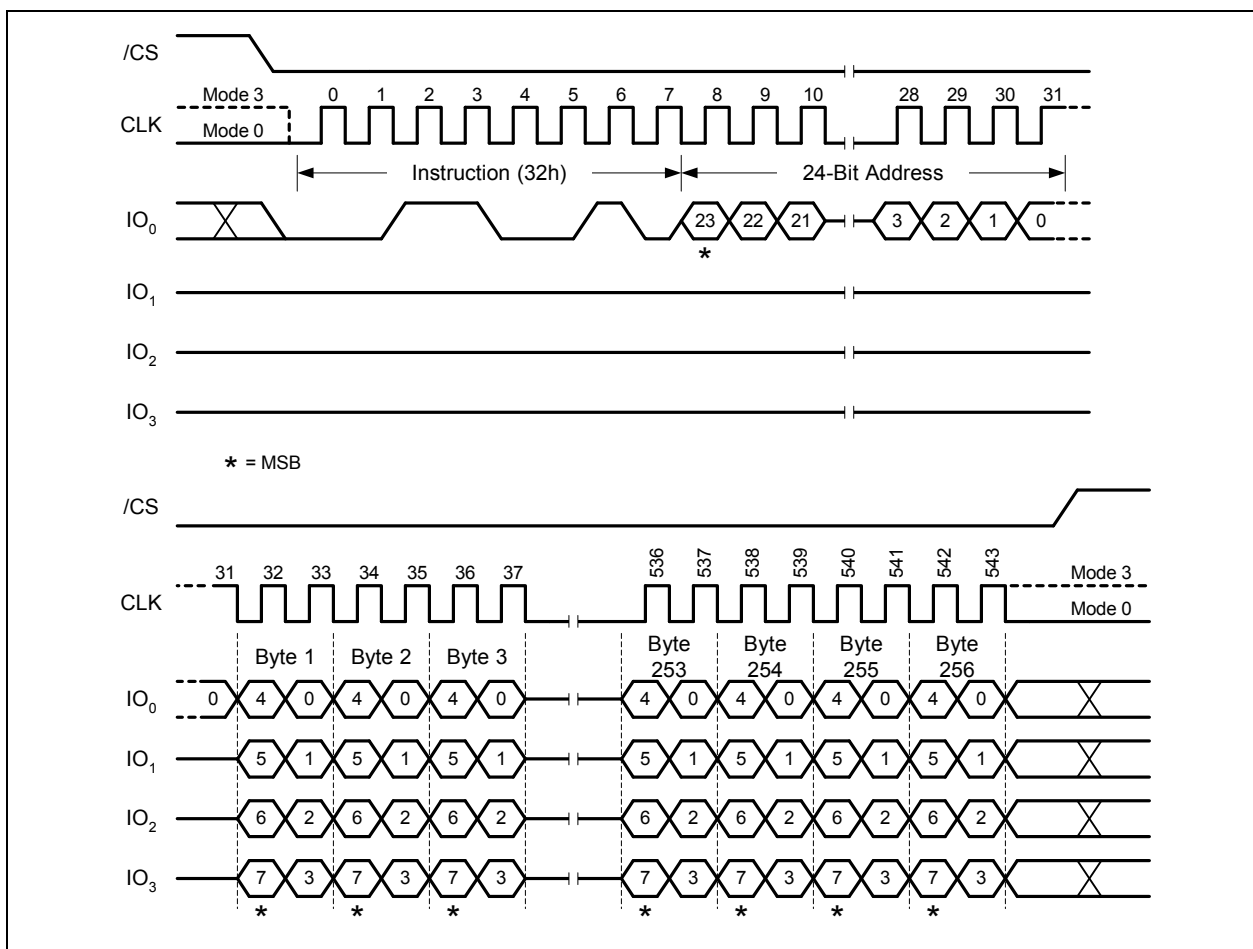 /CS
Mode 3 0 1 2 3 4 5 6 7 8 9 10 28 29 30 31
CLK
Mode 0
Instruction (32h) 24-Bit Address
IO0 23 22 21 3 2 1 0
*
IO1
IO2
IO3
* = MSB
/CS
31 32 33 34 35 36 37 536 537 538 539 540 541 542 543
Mode 3
CLK
Mode 0
Byte 1 Byte 2 Byte 3 Byte 253 Byte 254 Byte 255 Byte 256
IO0 0 4 0 4 0 4 0 4 0 4 0 4 0 4 0
IO1 5 1 5 1 5 1 5 1 5 1 5 1 5 1
IO2 6 2 6 2 6 2 6 2 6 2 6 2 6 2
IO3 7 3 7 3 7 3 7 3 7 3 7 3 7 3
* * * * * * *